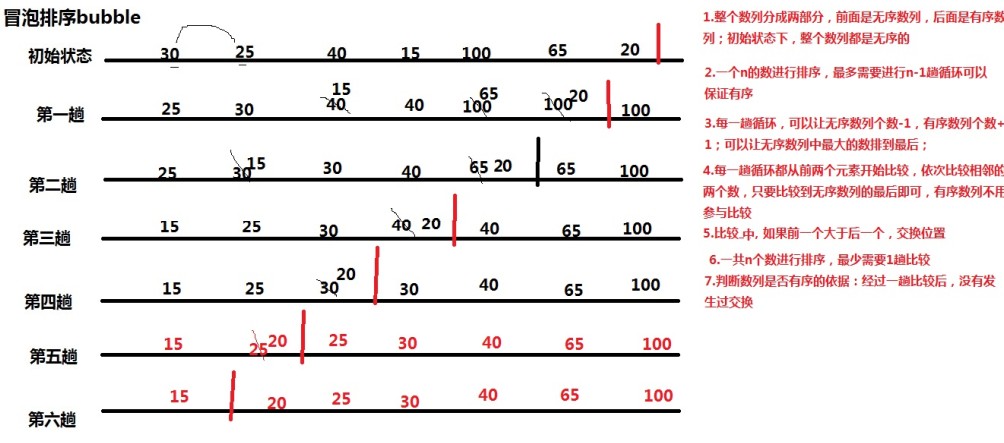 冒泡排序bubble
初始状态 30 25 40 15 100 65 20
第一趟 25 30 40 15 40 100 65 100 20 100
第二趟 25 30 15 30 40 65 20 65 100
第三趟 15 25 30 40 20 40 65 100
第四趟 15 25 30 20 30 40 65 100
第五趟 15 25 20 25 30 40 65 100
第六趟 15 20 25 30 40 65 100
1.整个数列分成两部分，前面是无序数列，后面是有序数
列；初始状态下，整个数列都是无序的
2.一个n的数进行排序，最多需要进行n-1趟循环可以
保证有序
3.每一趟循环，可以让无序数列个数-1，有序数列个数+
1；可以让无序数列中最大的数排到最后；
4.每一趟循环都从前两个元素开始比较，依次比较相邻的
两个数，只要比较到无序数列的最后即可，有序数列不用
参与比较
5.比较中, 如果前一个大于后一个，交换位置
6.一共n个数进行排序，最少需要1趟比较
7.判断数列是否有序的依据：经过一趟比较后，没有发
生过交换